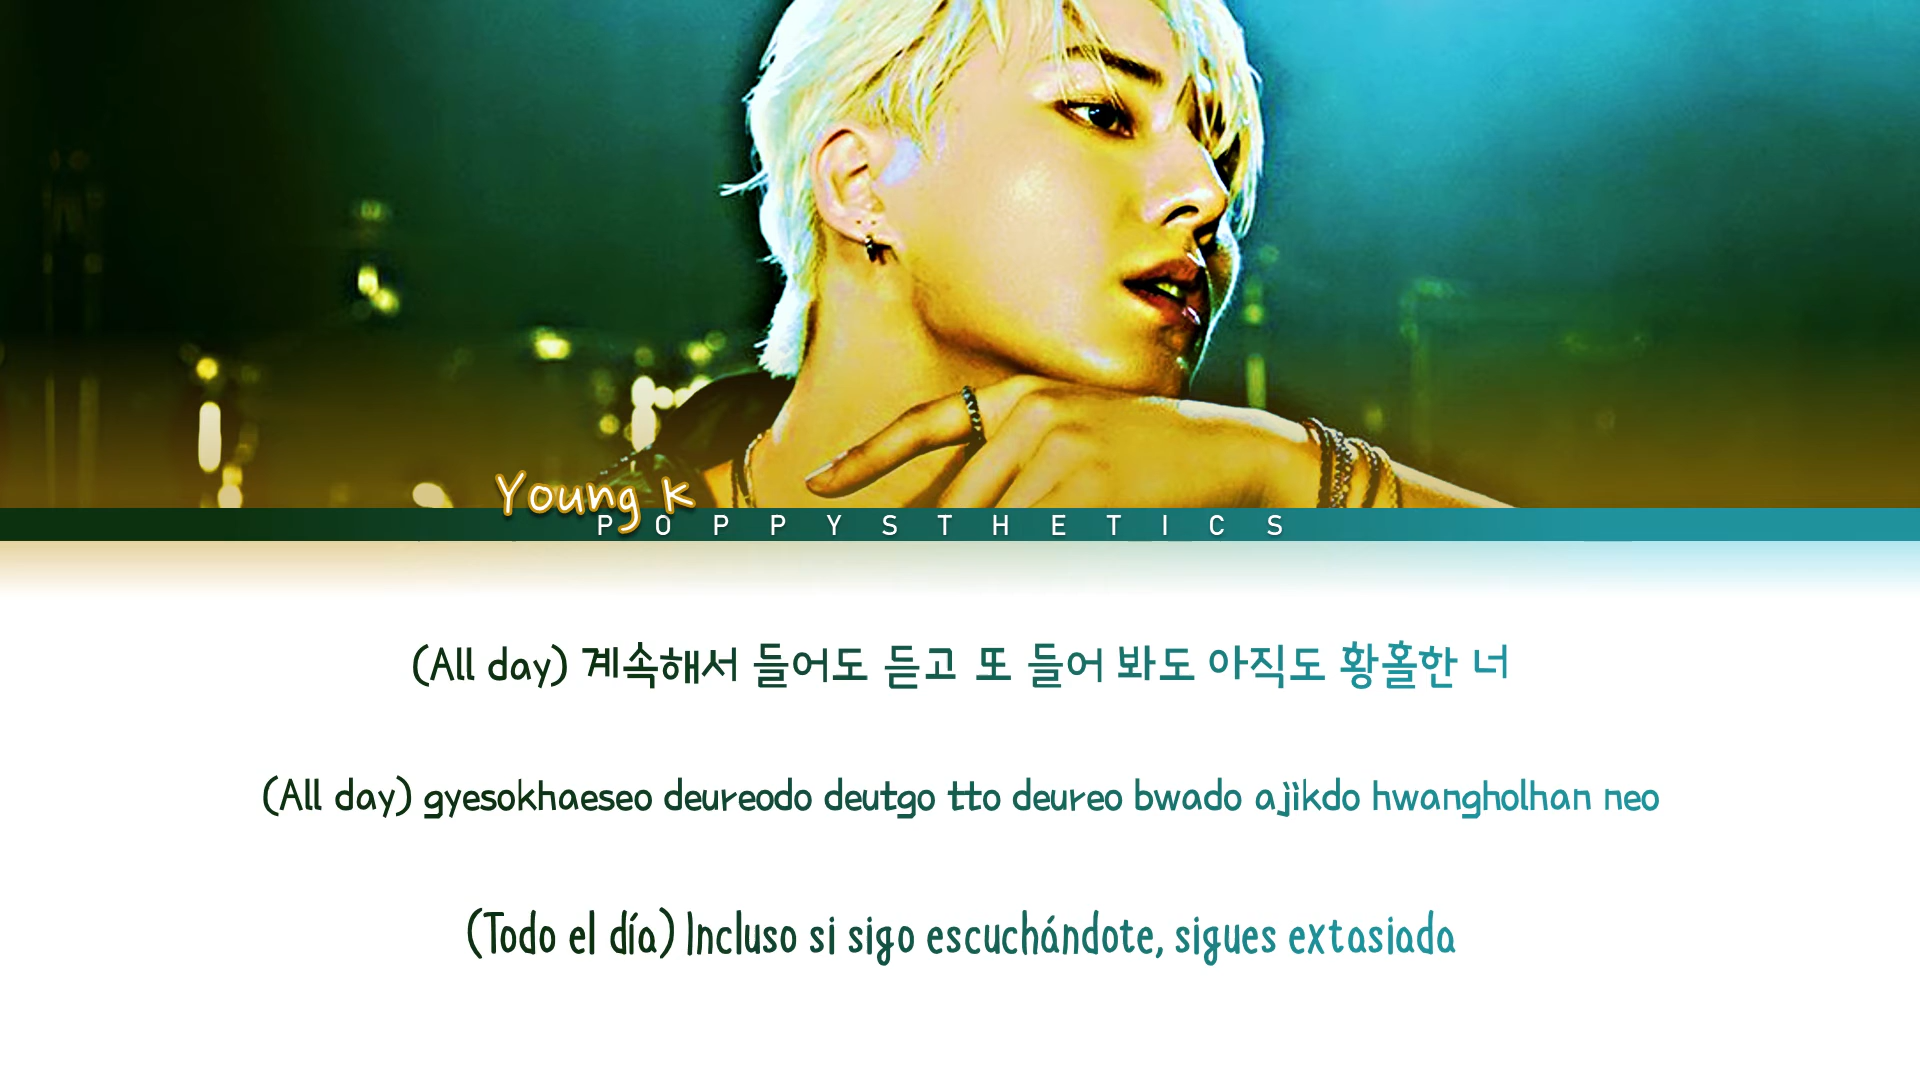 Young K
POPPYSTHETICS
(All day) 계속해서 들어도 듣고 또 들어 봐도 아직도 황홀한 너
(All day) gyesokhaeseo deureodo deutgo tto deureo bwado ajikdo hwangholhan neo
(Todo el día) Incluso si sigo escuchándote, sigues extasiada